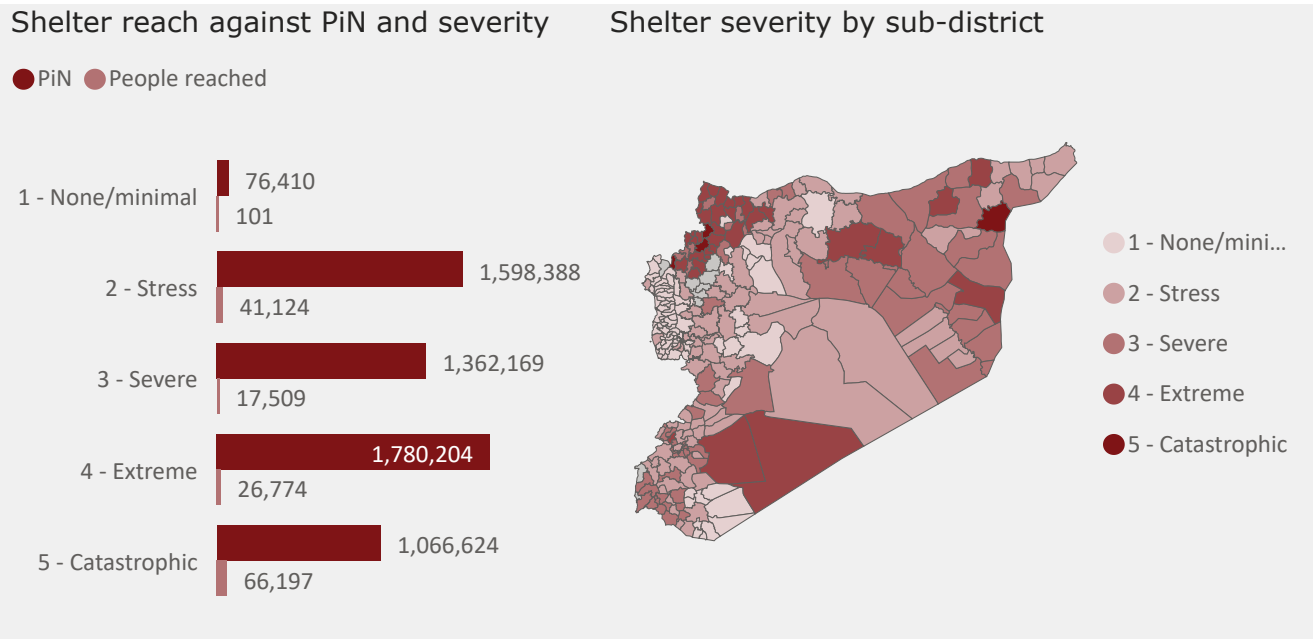 Shelter reach against PiN and severity
PiN People reached
1 - None/minimal
76,410
101
2 - Stress
1,598,388
41,124
3 - Severe
1,362,169
17,509
4 - Extreme
1,780,204
26,774
5 - Catastrophic
1,066,624
66,197
Shelter severity by sub-district
1 - None/mini...
2 - Stress
3 - Severe
4 - Extreme
5 - Catastrophic